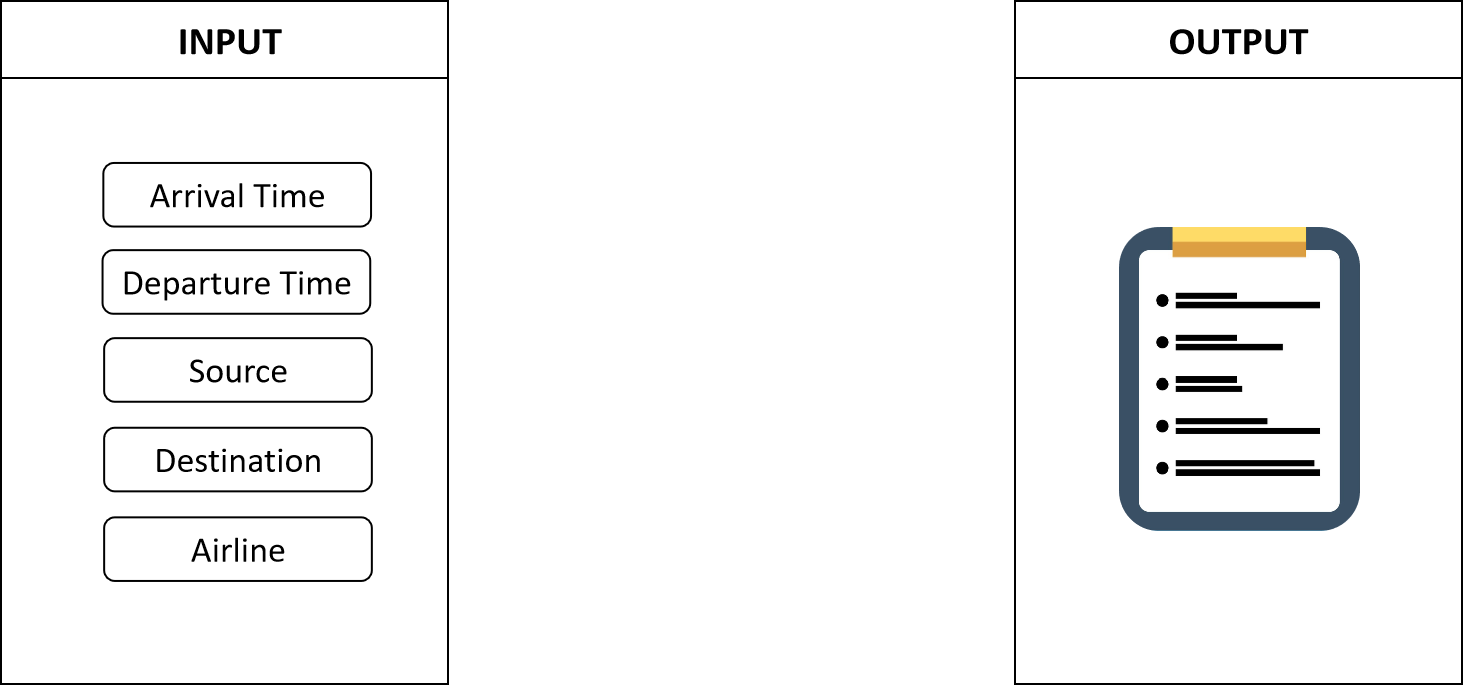 INPUT
Arrival Time
Departure Time
Source
Destination
Airline
OUTPUT